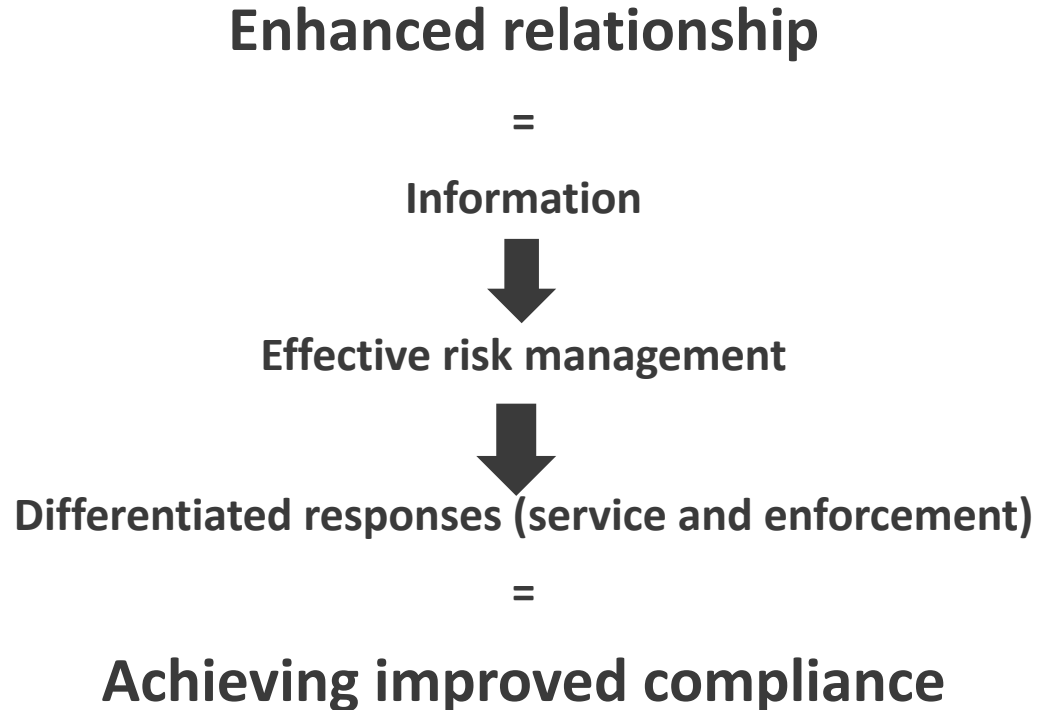 Enhanced relationship
=
Information
Effective risk management
Differentiated responses (service and enforcement)
=
Achieving improved compliance